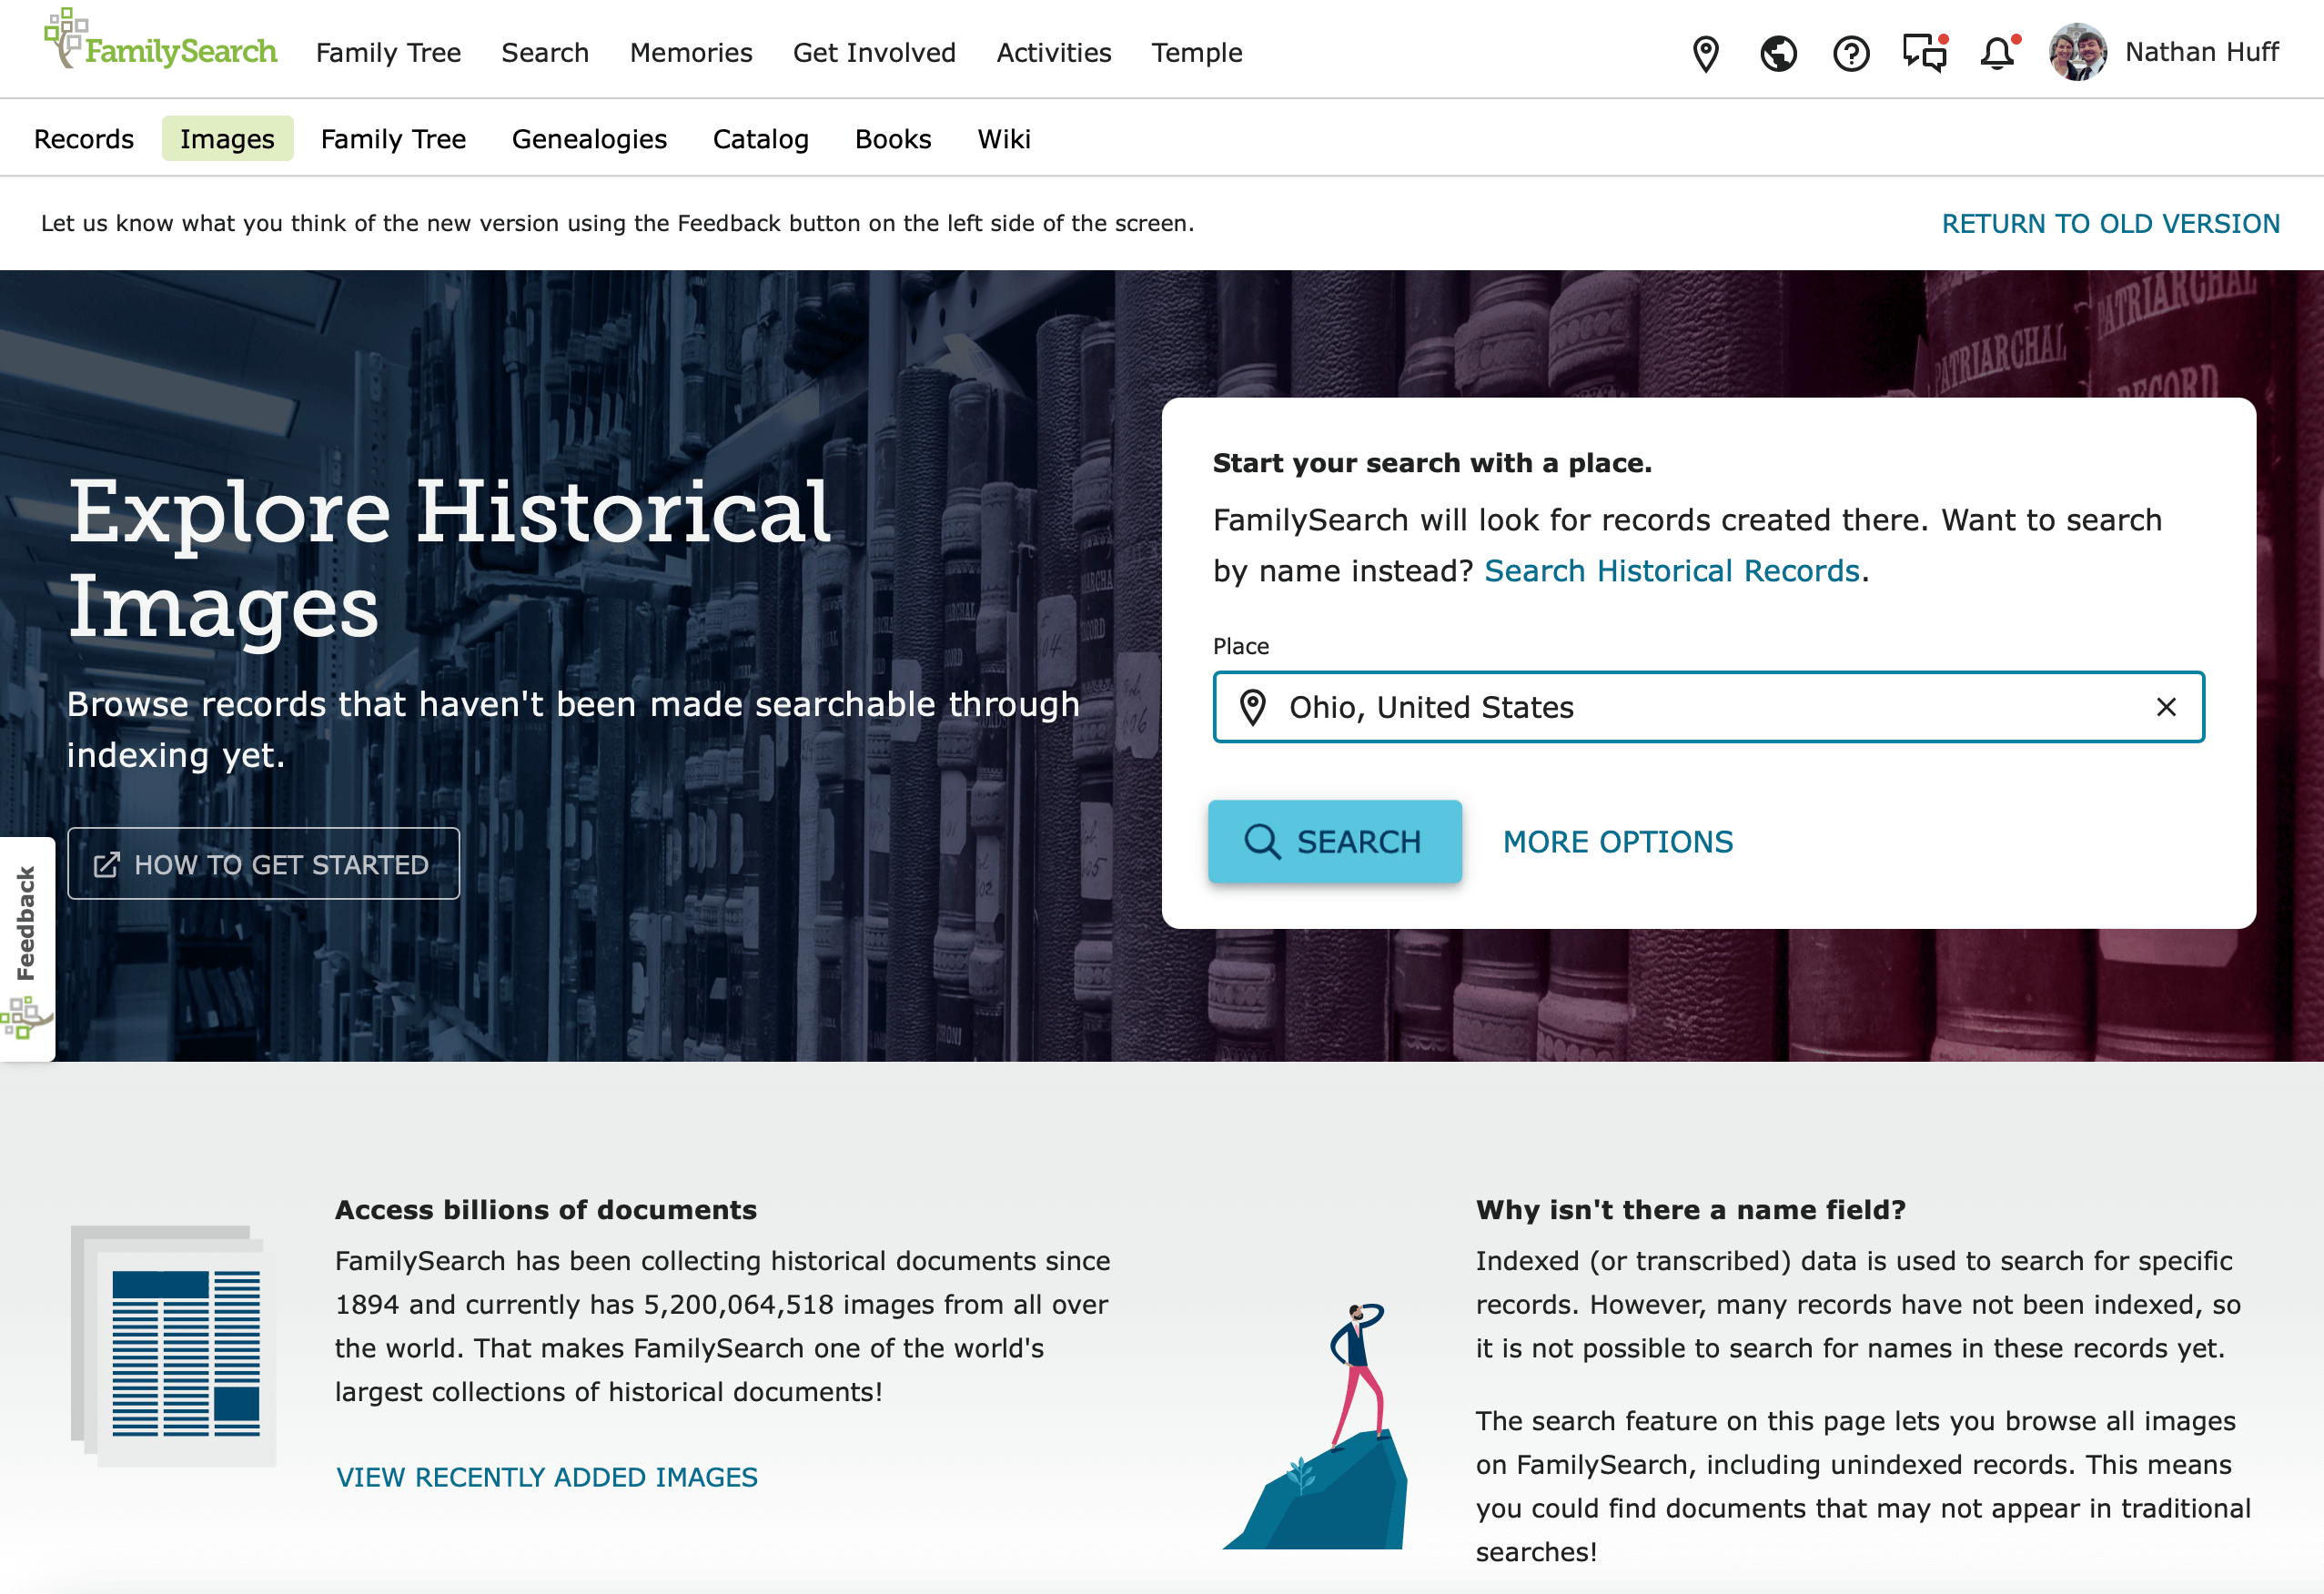 FamilySearch
Family Tree
Search
Memories
Get Involved
Activities
Temple
Nathan Huff
Records
Images
Family Tree
Genealogies
Catalog
Books
Wiki
Let us know what you think of the new version using the Feedback button on the left side of the screen.
RETURN TO OLD VERSION
PATRIARCHAL
PATRIARCHAL
RECORD
Explore Historical
Images
Browse records that haven't been made searchable through
indexing yet.
HOW TO GET STARTED
Feedback
Start your search with a place.
FamilySearch will look for records created there. Want to search
by name instead? Search Historical Records.
Place
Ohio, United States
SEARCH
MORE OPTIONS
Access billions of documents
FamilySearch has been collecting historical documents since
1894 and currently has 5,200,064,518 images from all over
the world. That makes FamilySearch one of the world's
largest collections of historical documents!
VIEW RECENTLY ADDED IMAGES
Why isn't there a name field?
Indexed (or transcribed) data is used to search for specific
records. However, many records have not been indexed, so
it is not possible to search for names in these records yet.
The search feature on this page lets you browse all images
on FamilySearch, including unindexed records. This means
you could find documents that may not appear in traditional
searches!